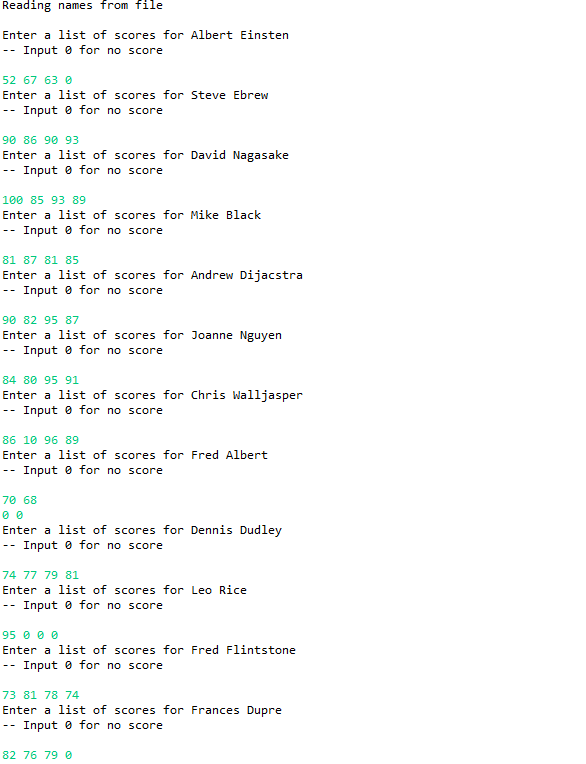 Reading names from file
Enter a list of scores for Albert Einsten
-- Input 0 for no score
52 67 63 0
Enter a list of scores for Steve Ebrew
-- Input 0 for no score
90 86 90 93
Enter a list of scores for David Nagasake
-- Input 0 for no score
100 85 93 89
Enter a list of scores for Mike Black
-- Input 0 for no score
81 87 81 85
Enter a list of scores for Andrew Dijacstra
-- Input 0 for no score
90 82 95 87
Enter a list of scores for Joanne Nguyen
-- Input 0 for no score
84 80 95 91
Enter a list of scores for Chris Walljasper
-- Input 0 for no score
86 10 96 89
Enter a list of scores for Fred Albert
-- Input 0 for no score
70 68
0 0
Enter a list of scores for Dennis Dudley
-- Input 0 for no score
74 77 79 81
Enter a list of scores for Leo Rice
-- Input 0 for no score
95 0 0 0
Enter a list of scores for Fred Flintstone
-- Input 0 for no score
73 81 78 74
Enter a list of scores for Frances Dupre
-- Input 0 for no score
82 76 79 0